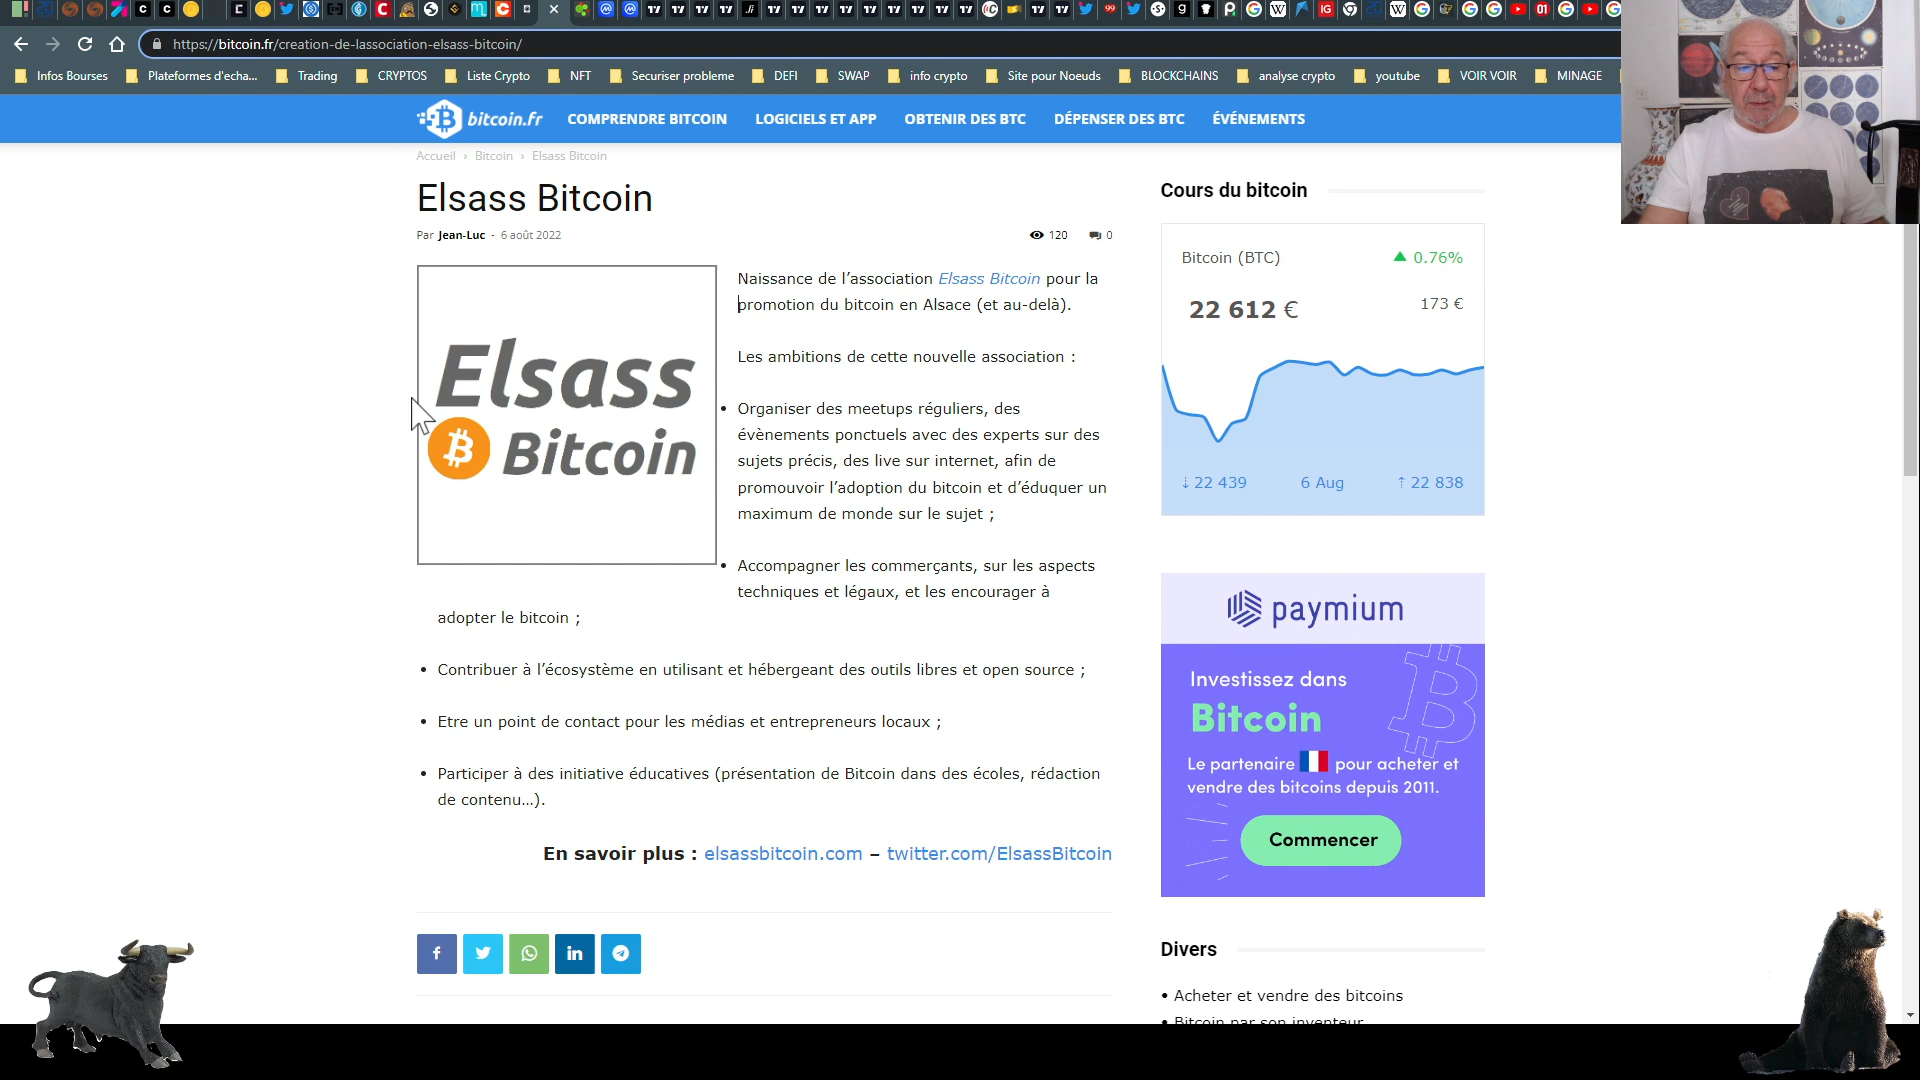 https://bitcoin.fr/creation-de-lassociation-elsass-bitcoin/
Infos Bourses
Plateformes d'echa...
Trading
CRYPTOS
Liste Crypto
NFT
Securiser probleme
DEFI
SWAP
info crypto
Site pour Noeuds
BLOCKCHAINS
analyse crypto
youtube
VOIR VOIR
MINAGE
bitcoin.fr
COMPRENDRE BITCOIN
LOGICIELS ET APP
OBTENIR DES BTC
DÉPENSER DES BTC
ÉVÉNEMENTS
Accueil › Bitcoin › Elsass Bitcoin
Elsass Bitcoin
Par Jean-Luc - 6 août 2022
120
0
Elsass
Bitcoin
Naissance de l’association Elsass Bitcoin pour la
promotion du bitcoin en Alsace (et au-delà).
Les ambitions de cette nouvelle association :
• Organiser des meetups réguliers, des
évènements ponctuels avec des experts sur des
sujets précis, des live sur internet, afin de
promouvoir l’adoption du bitcoin et d’éduquer un
maximum de monde sur le sujet ;
• Accompagner les commerçants, sur les aspects
techniques et légaux, et les encourager à
adopter le bitcoin ;
• Contribuer à l’écosystème en utilisant et hébergeant des outils libres et open source ;
• Etre un point de contact pour les médias et entrepreneurs locaux ;
• Participer à des initiative éducatives (présentation de Bitcoin dans des écoles, rédaction
de contenu…).
En savoir plus : elsassbitcoin.com – twitter.com/ElsassBitcoin
Cours du bitcoin
Bitcoin (BTC)
▲ 0.76%
22 612 €
173 €
↓ 22 439
6 Aug
↑ 22 838
paymium
Investissez dans
Bitcoin
Le partenaire pour acheter et
vendre des bitcoins depuis 2011.
Commencer
Divers
• Acheter et vendre des bitcoins
• Bitcoin par son inventeur